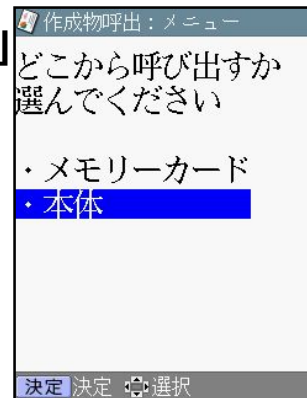 作成物呼出：メニュー
」
どこから呼び出すか
選んでください
・メモリーカード
・本体
決定 決定 選択